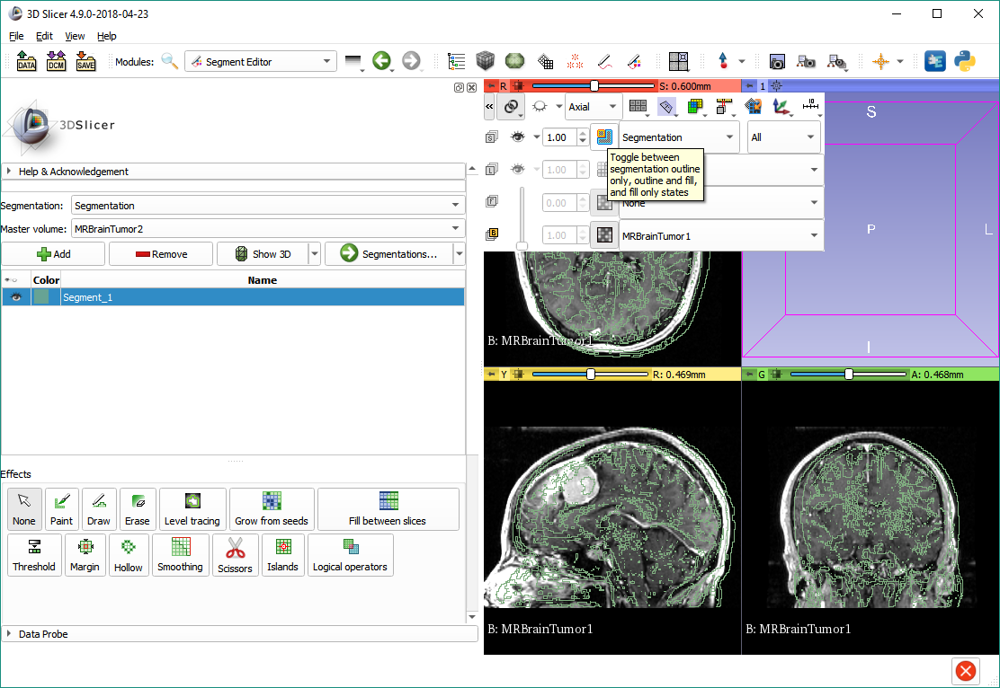 3D Slicer 4.9.0-2018-04-23
File Edit View Help
DATA DCM SAVE Modules: Segment Editor
3DSlicer
Help & Acknowledgement
Segmentation: Segmentation
Master volume: MRBrainTumor2
Add Remove Show 3D Segmentations...
Color Name
Segment_1
Effects
None Paint Draw Erase Level tracing Grow from seeds Fill between slices
Threshold Margin Hollow Smoothing Scissors Islands Logical operators
Data Probe
R S: 0.600mm
Axial 10
S 1.00 Segmentation All
L 1.00
Toggle between
segmentation outline
only, outline and fill,
and fill only states
F 0.00 None
B 1.00 MRBrainTumor1
B: MRBrainTumor1
1
S
P L
I
Y R: 0.469mm
B: MRBrainTumor1
G A: 0.468mm
B: MRBrainTumor1